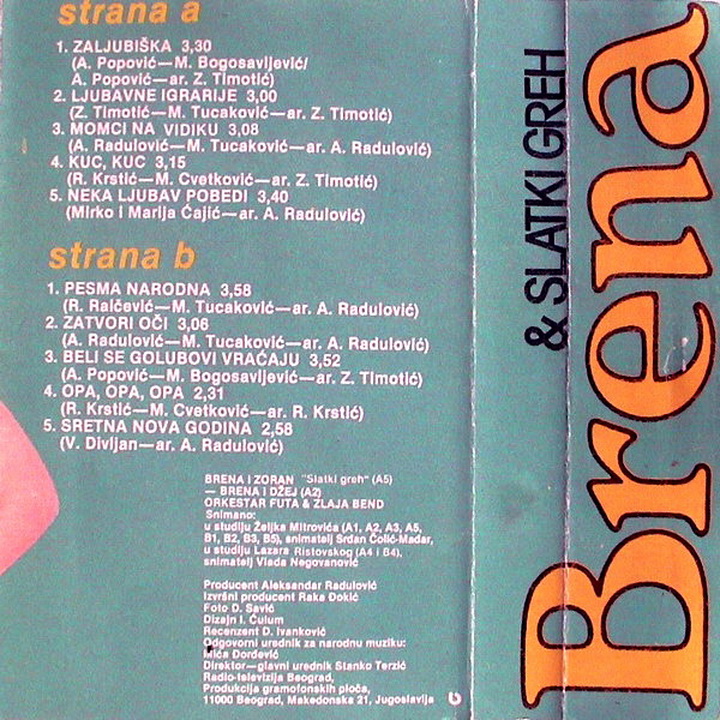 strana a
1. ZALJUBIŠKA 3,30
(A. Popović—M. Bogosavljević/
A. Popović—ar. Z. Timotić)
2. LJUBAVNE IGRARIJE 3,00
(Z. Timotić—M. Tucaković—ar. Z. Timotić)
3. MOMCI NA VIDIKU 3,08
(A. Radulović—M. Tucaković—ar. A. Radulović)
4. KUC, KUC 3,15
(R. Krstić—M. Cvetković—ar. Z. Timotić)
5. NEKA LJUBAV POBEDI 3,40
(Mirko i Marija Ćajić—ar. A. Radulović)
strana b
1. PESMA NARODNA 3,58
(R. Raičević—M. Tucaković—ar. A. Radulović)
2. ZATVORI OČI 3,06
(A. Radulović—M. Tucaković—ar. A. Radulović)
3. BELI SE GOLUBOVI VRAĆAJU 3,52
(A. Popović—M. Bogosavljević—ar. Z. Timotić)
4. OPA, OPA, OPA 2,31
(R. Krstić—M. Cvetković—ar. R. Krstić)
5. SRETNA NOVA GODINA 2,58
(V. Divljan—ar. A. Radulović)
BRENA I ZORAN "Slatki greh" (A5)
— BRENA I DŽEJ (A2)
ORKESTAR FUTA & ZLAJA BEND
Snimano:
u studiju Željka Mitrovića (A1, A2, A3, A5,
B1, B2, B3, B5), snimatelj Srdan Čolić-Madar,
u studiju Lazara Ristovskog (A4 i B4),
snimatelj Vlada Negovanović
Producent Aleksandar Radulović
Izvršni producent Raka Đokić
Foto D. Savić
Dizajn I. Ćulum
Recenzent D. Ivanković
Odgovorni urednik za narodnu muziku:
Mića Đorđević
Direktor—glavni urednik Stanko Terzić
Radio-televizija Beograd,
Produkcija gramofonskih ploča,
11000 Beograd, Makedonska 21, Jugoslavija
& SLATKI GREH
Brena